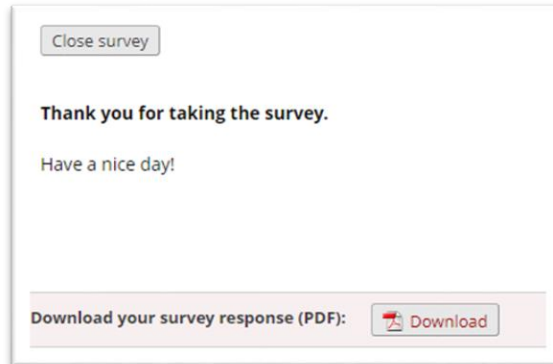 Close survey
Thank you for taking the survey.
Have a nice day!
Download your survey response (PDF): Download